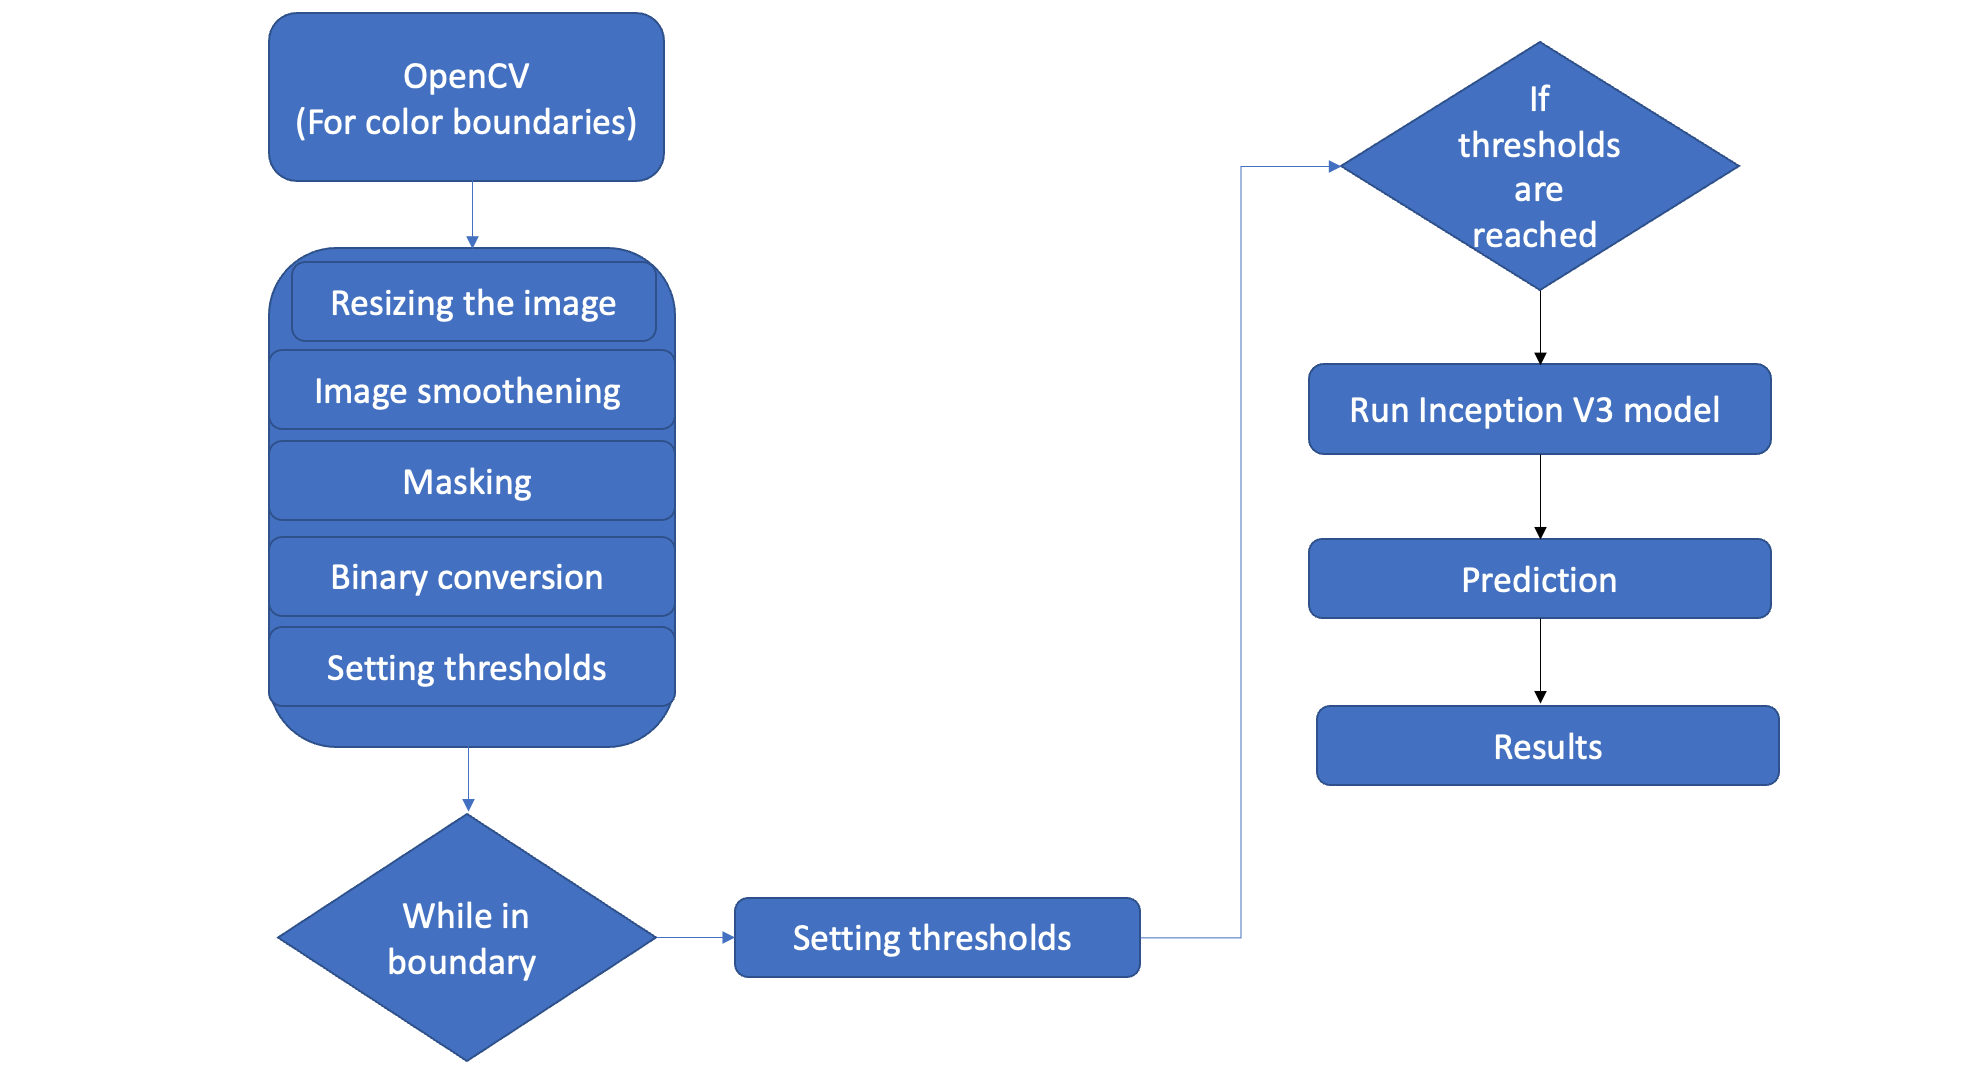 OpenCV
(For color boundaries)
Resizing the image
Image smoothening
Masking
Binary conversion
Setting thresholds
While in
boundary
Setting thresholds
If
thresholds
are
reached
Run Inception V3 model
Prediction
Results